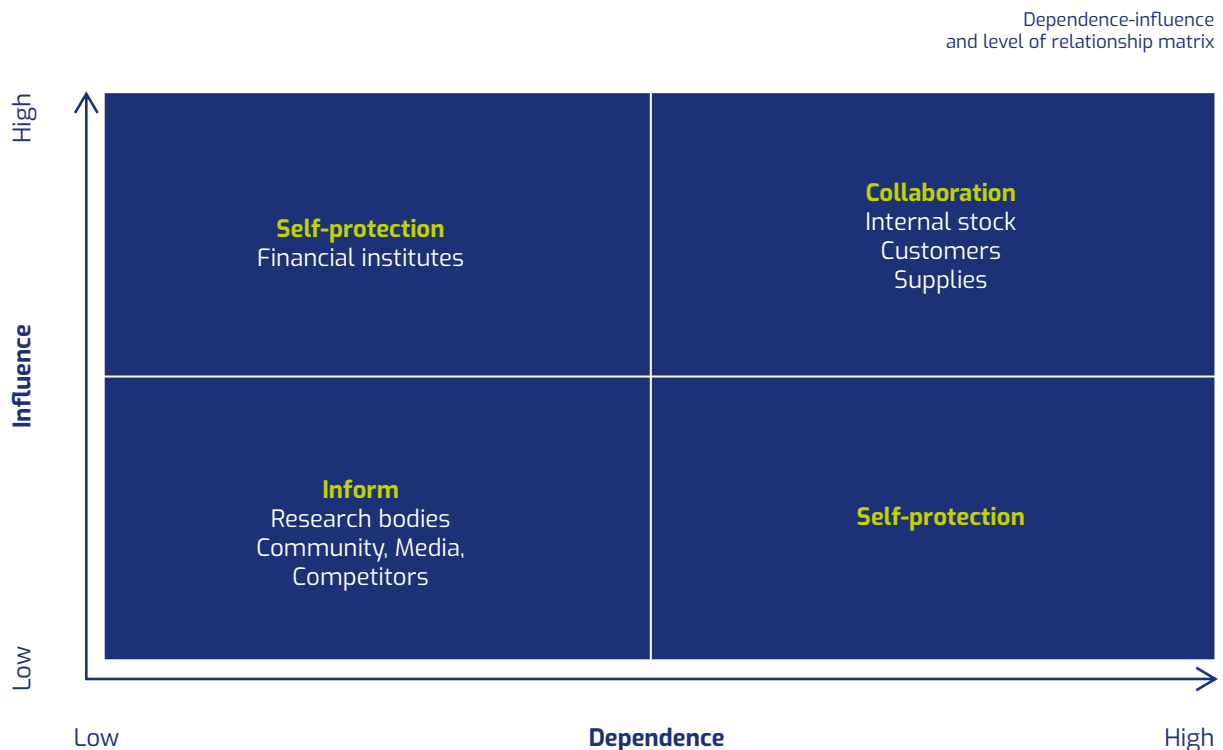 Dependence-influence
and level of relationship matrix
High
Influence
Low
Self-protection
Financial institutes
Collaboration
Internal stock
Customers
Supplies
Inform
Research bodies
Community, Media,
Competitors
Self-protection
Low
Dependence
High